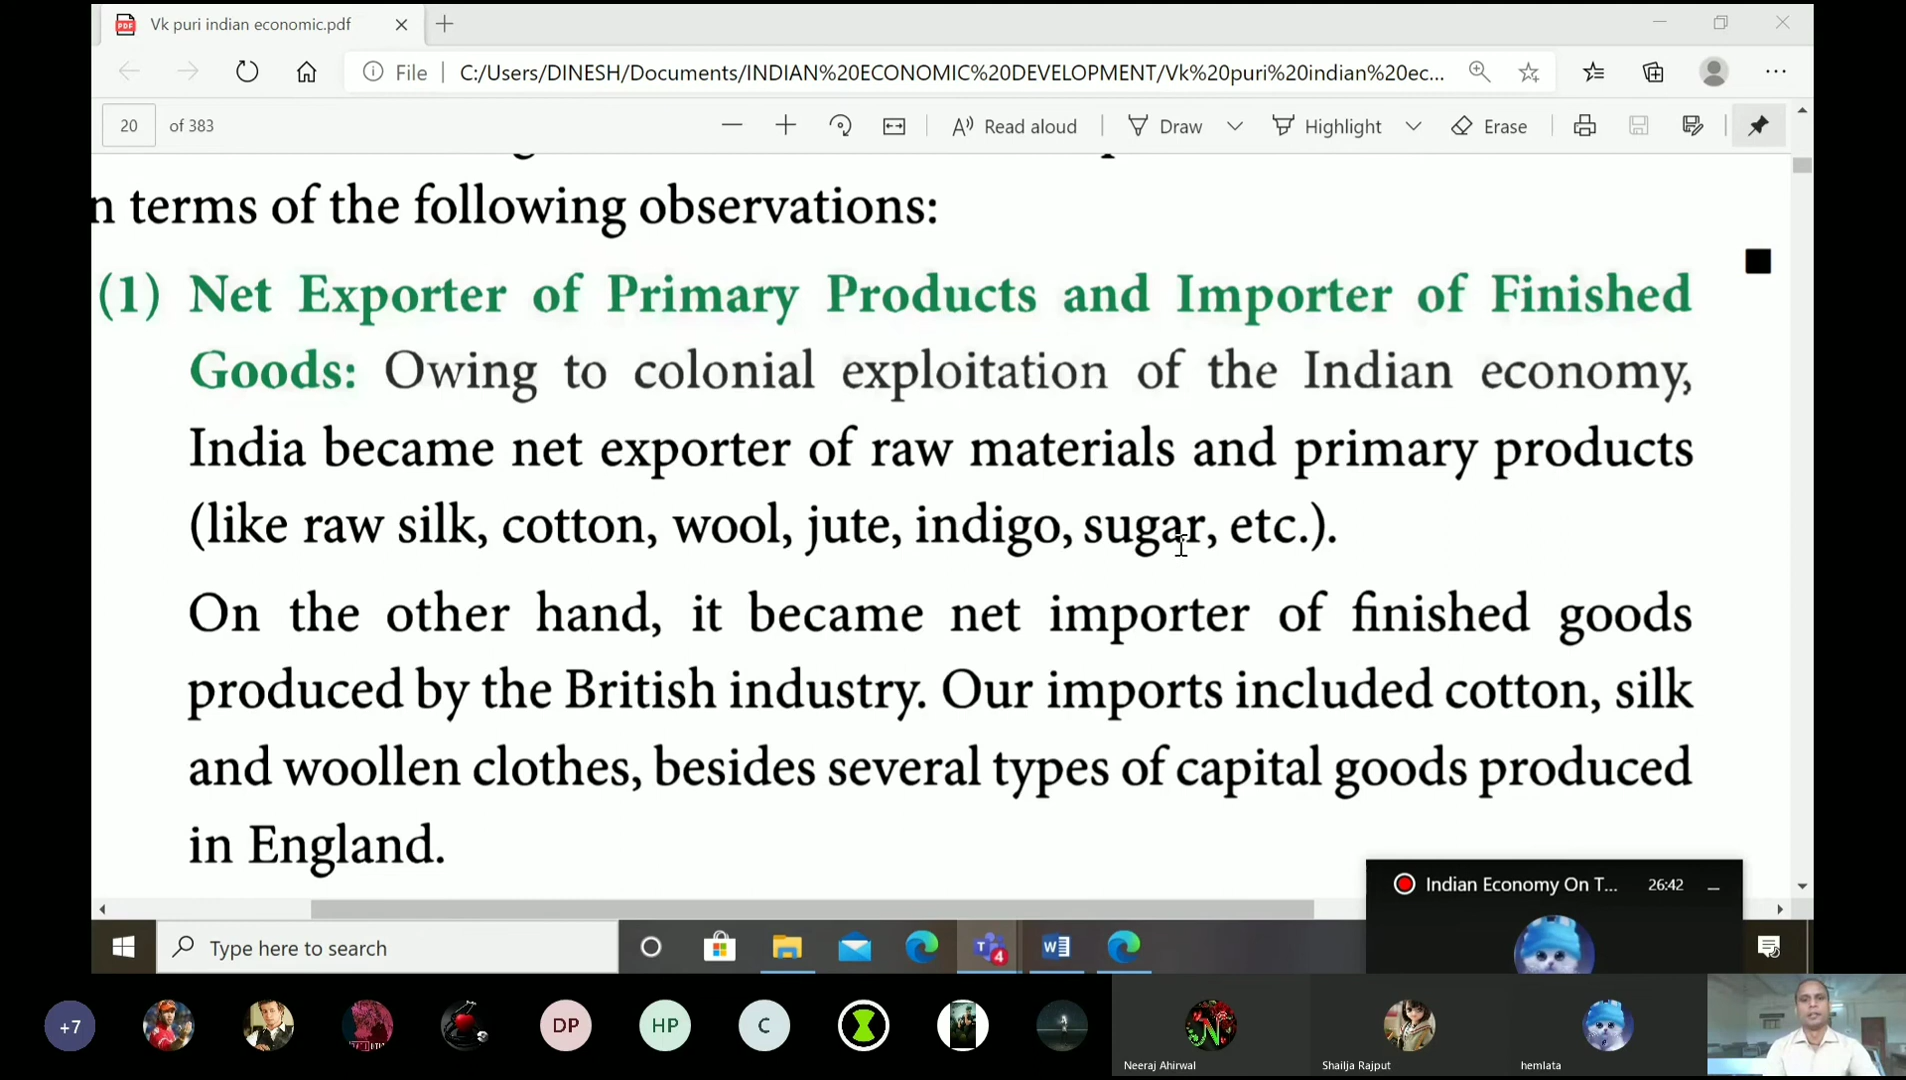 Vk puri indian economic.pdf
File
C:/Users/DINESH/Documents/INDIAN%20ECONOMIC%20DEVELOPMENT/Vk%20puri%20indian%20ec...
20 of 383
Read aloud
Draw
Highlight
Erase
n terms of the following observations:
(1) Net Exporter of Primary Products and Importer of Finished
Goods: Owing to colonial exploitation of the Indian economy,
India became net exporter of raw materials and primary products
(like raw silk, cotton, wool, jute, indigo, sugar, etc.).
On the other hand, it became net importer of finished goods
produced by the British industry. Our imports included cotton, silk
and woollen clothes, besides several types of capital goods produced
in England.
Indian Economy On T... 26:42
Type here to search
4
+7
DP
HP
C
N
Neeraj Ahirwal
Shailja Rajput
hemlata